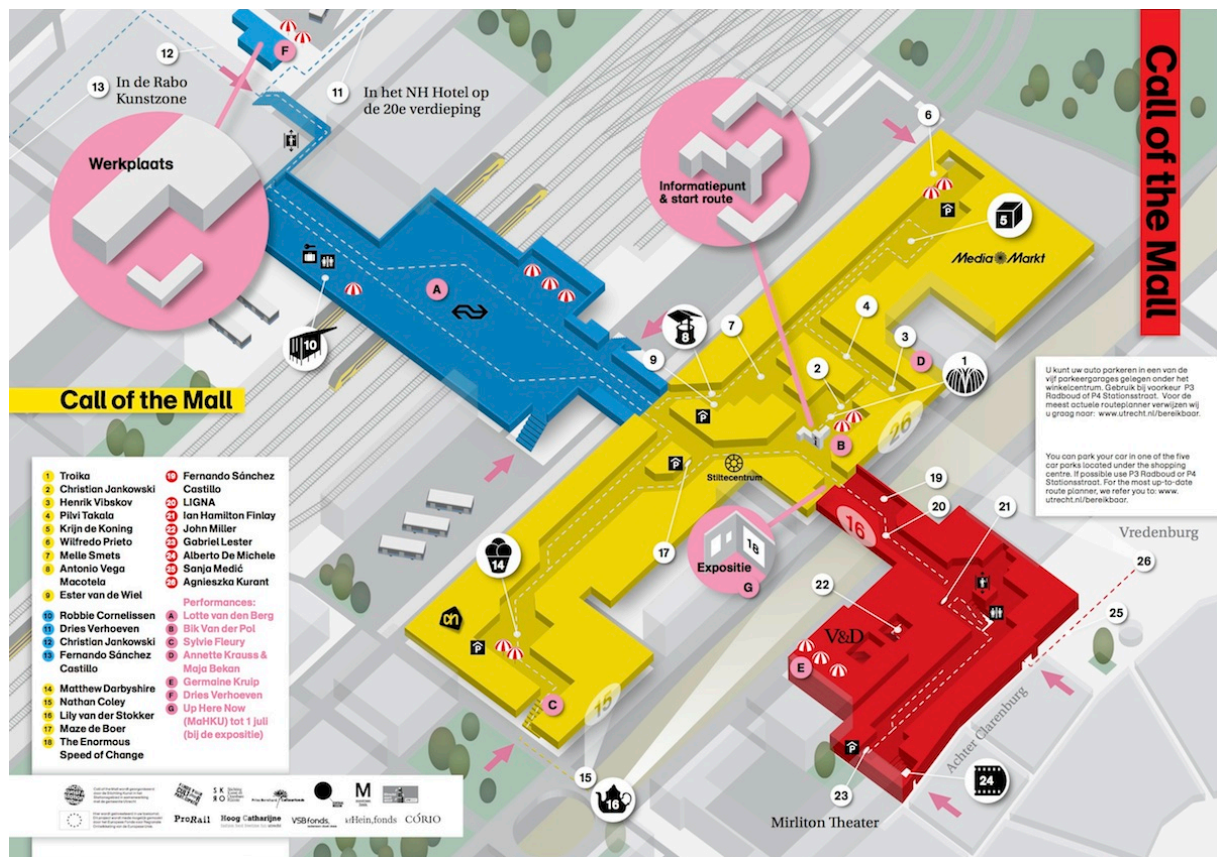 12
F
13
In de Rabo
Kunstzone
11
In het NH Hotel op
de 20e verdieping
Werkplaats
Informatiepunt
& start route
6
5
Media Markt
Call of the Mall
A
10
9
8
7
4
3
D
2
1
B
26
U kunt uw auto parkeren in een van de
vijf parkeergarages gelegen onder het
winkelcentrum. Gebruik bij voorkeur P3
Radboud of P4 Stationsstraat. Voor de
meest actuele routeplanner verwijzen wij
u graag naar: www.utrecht.nl/bereikbaar.
You can park your car in one of the five
car parks located under the shopping
centre. If possible use P3 Radboud or P4
Stationsstraat. For the most up-to-date
route planner, we refer you to: www.
utrecht.nl/bereikbaar.
Call of the Mall
P
P
P
P
P
Stiltecentrum
17
14
18
Expositie
G
16
19
20
21
22
V&D
E
Vredenburg
26
25
Achter Clarenburg
C
15
15
16
23
24
Mirliton Theater
1 Troika
2 Christian Jankowski
3 Henrik Vibskov
4 Pilvi Takala
5 Krijn de Koning
6 Wilfredo Prieto
7 Melle Smets
8 Antonio Vega
Macotela
9 Ester van de Wiel
10 Robbie Cornelissen
11 Dries Verhoeven
12 Christian Jankowski
13 Fernando Sánchez
Castillo
14 Matthew Darbyshire
15 Nathan Coley
16 Lily van der Stokker
17 Maze de Boer
18 The Enormous
Speed of Change
19 Fernando Sánchez
Castillo
20 LIGNA
21 Ian Hamilton Finlay
22 John Miller
23 Gabriel Lester
24 Alberto De Michele
25 Sanja Medić
26 Agnieszka Kurant
Performances:
A Lotte van den Berg
B Bik Van der Pol
C Sylvie Fleury
D Annette Krauss &
Maja Bekan
E Germaine Kruip
F Dries Verhoeven
G Up Here Now
(MaHKU) tot 1 juli
(bij de expositie)
ProRail
Hoog Catharijne
VSBfonds,
CORIO